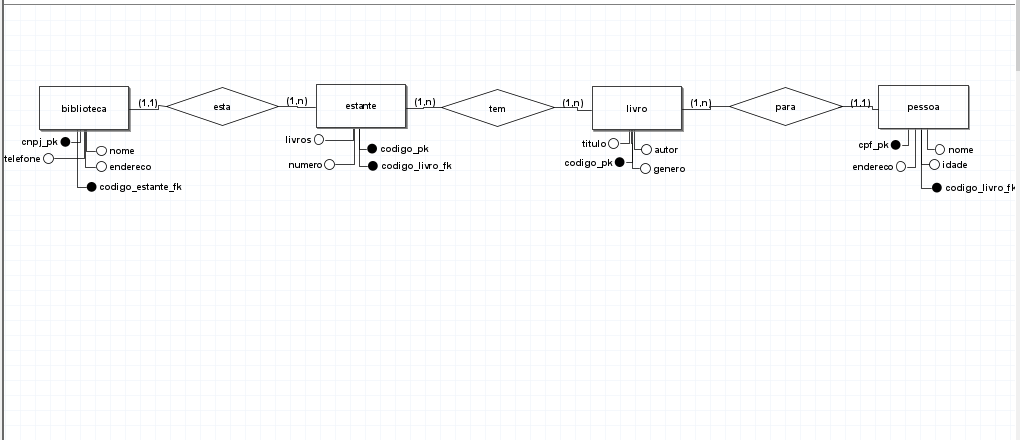 biblioteca
(1,1)
esta
(1,n)
estante
(1,n)
tem
(1,n)
livro
(1,n)
para
(1,1)
pessoa
cnpj_pk
telefone
nome
endereco
codigo_estante_fk
livros
numero
codigo_pk
codigo_livro_fk
titulo
codigo_pk
autor
genero
cpf_pk
endereco
nome
idade
codigo_livro_fk